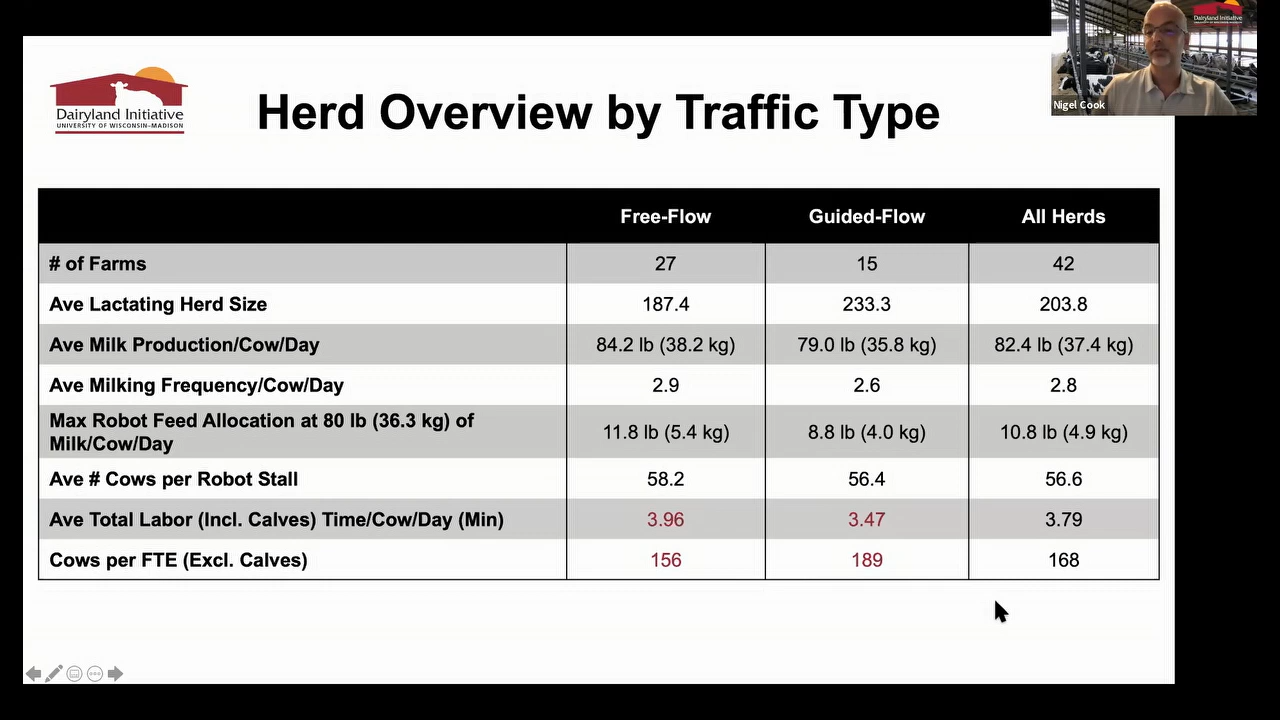 Dairyland Initiative
UNIVERSITY OF WISCONSIN–MADISON
Herd Overview by Traffic Type
Dairyland Initiative
UNIVERSITY OF WISCONSIN-MADISON
Nigel Cook
Free-Flow Guided-Flow All Herds
# of Farms 27 15 42
Ave Lactating Herd Size 187.4 233.3 203.8
Ave Milk Production/Cow/Day 84.2 lb (38.2 kg) 79.0 lb (35.8 kg) 82.4 lb (37.4 kg)
Ave Milking Frequency/Cow/Day 2.9 2.6 2.8
Max Robot Feed Allocation at 80 lb (36.3 kg) of
Milk/Cow/Day 11.8 lb (5.4 kg) 8.8 lb (4.0 kg) 10.8 lb (4.9 kg)
Ave # Cows per Robot Stall 58.2 56.4 56.6
Ave Total Labor (Incl. Calves) Time/Cow/Day (Min) 3.96 3.47 3.79
Cows per FTE (Excl. Calves) 156 189 168